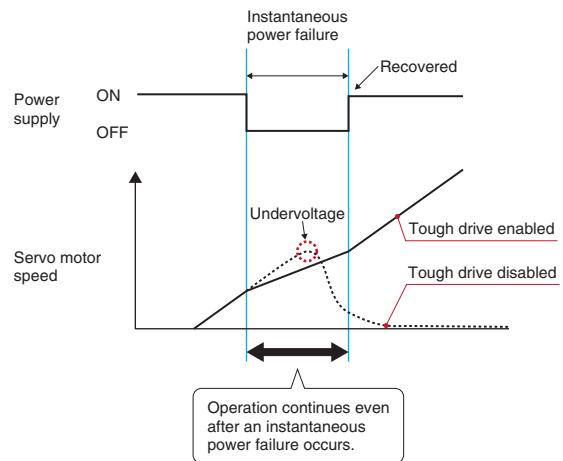 Instantaneous
power failure
Recovered
Power
supply
ON
OFF
Undervoltage
Tough drive enabled
Servo motor
speed
Tough drive disabled
Operation continues even
after an instantaneous
power failure occurs.